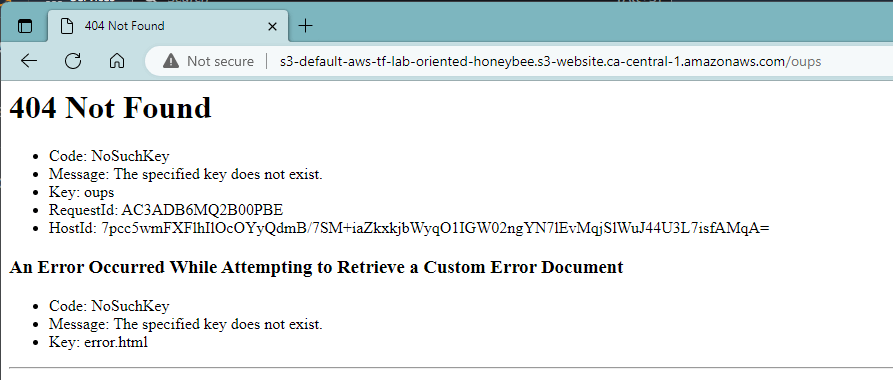 404 Not Found
Not secure
s3-default-aws-tf-lab-oriented-honeybee.s3-website.ca-central-1.amazonaws.com/oups
404 Not Found
Code: NoSuchKey
Message: The specified key does not exist.
Key: oups
RequestId: AC3ADB6MQ2B00PBE
HostId: 7pcc5wmFXFlhIlOcOYyQdmB/7SM+iaZkxkjbWyqO1IGW02ngYN7lEvMqjSlWuJ44U3L7isfAMqA=
An Error Occurred While Attempting to Retrieve a Custom Error Document
Code: NoSuchKey
Message: The specified key does not exist.
Key: error.html